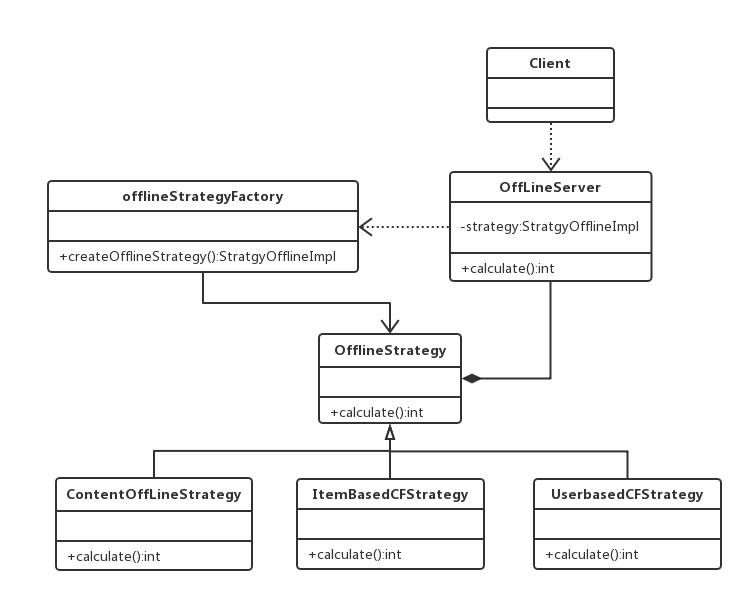 Client
OffLineServer
-strategy:StratgyOfflineImpl
+calculate():int
offlineStrategyFactory
+createOfflineStrategy():StratgyOfflineImpl
OfflineStrategy
+calculate():int
ContentOffLineStrategy
+calculate():int
ItemBasedCFStrategy
+calculate():int
UserbasedCFStrategy
+calculate():int